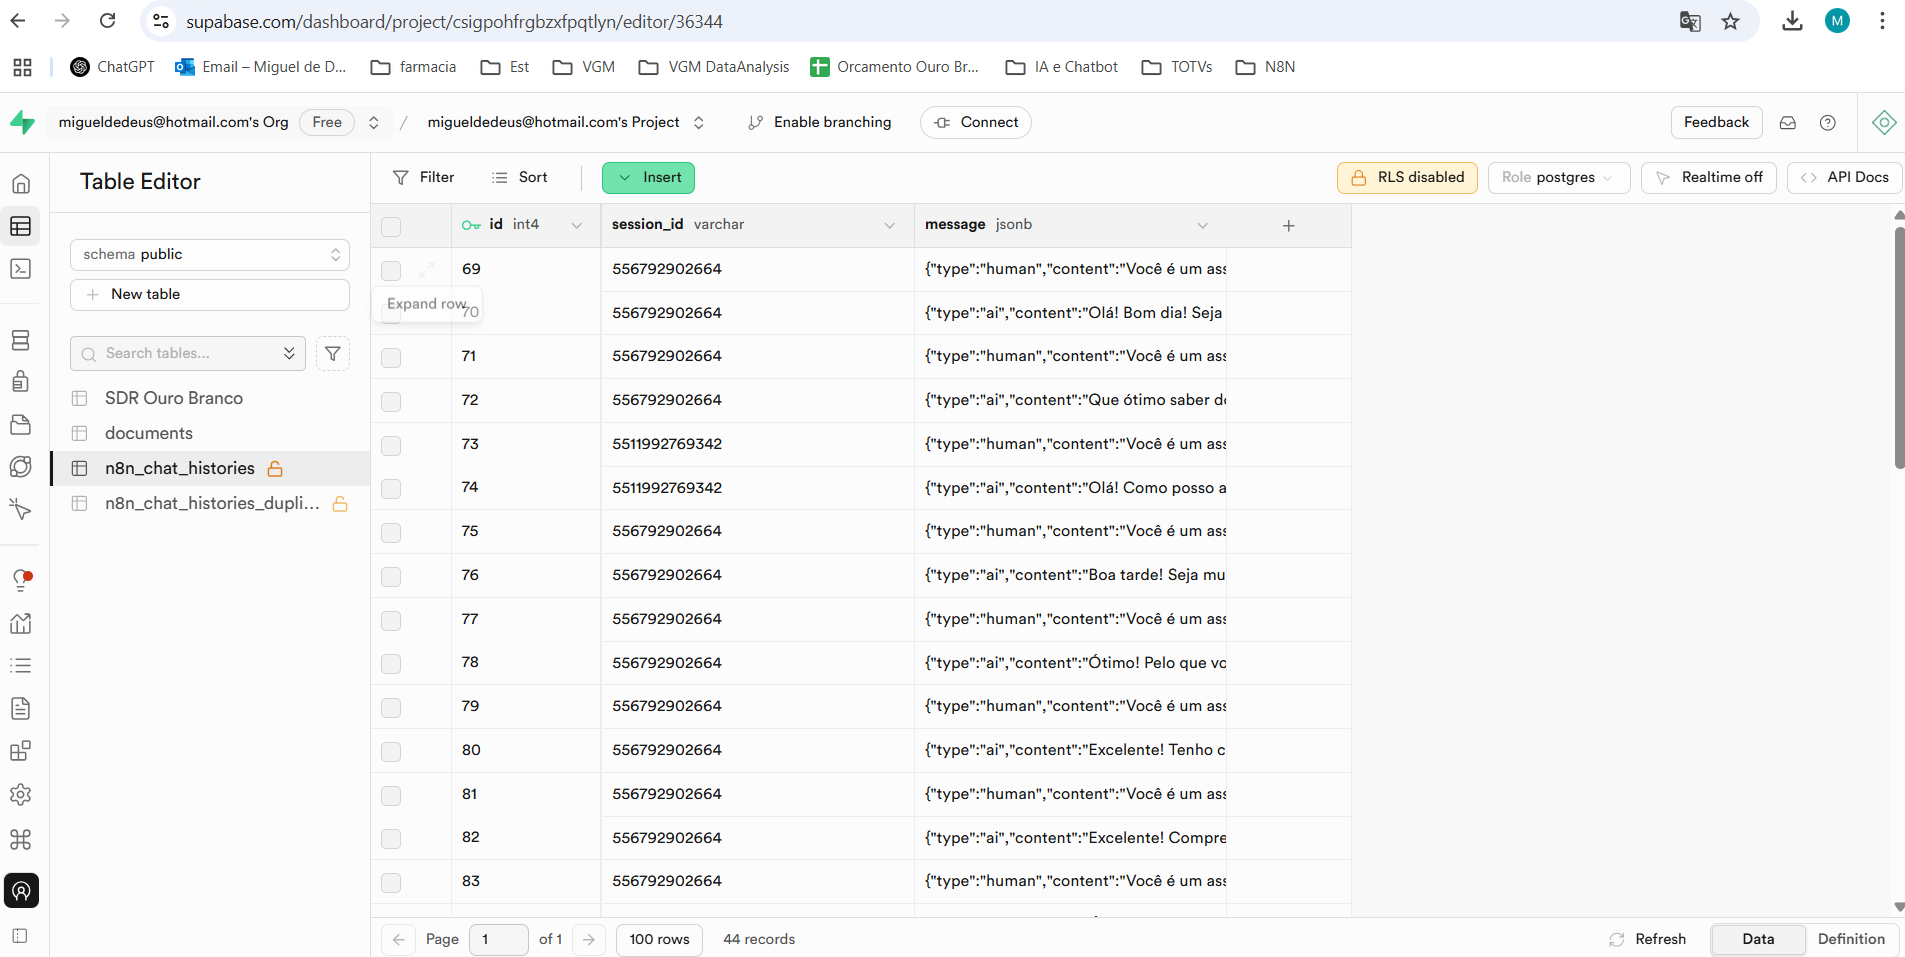 supabase.com/dashboard/project/csigpohfrgbzxfpqtlyn/editor/36344
M
ChatGPT
Email – Miguel de D...
farmacia
Est
VGM
VGM DataAnalysis
Orcamento Ouro Br...
IA e Chatbot
TOTVs
N8N
migueldedeus@hotmail.com's Org Free / migueldedeus@hotmail.com's Project Enable branching Connect
Feedback
Table Editor
Filter Sort Insert
RLS disabled Role postgres Realtime off API Docs
schema public
New table
Search tables...
SDR Ouro Branco
documents
n8n_chat_histories
n8n_chat_histories_dupli...
id int4 session_id varchar message jsonb
69 556792902664 {"type":"human","content":"Você é um ass
Expand row
70 556792902664 {"type":"ai","content":"Olá! Bom dia! Seja
71 556792902664 {"type":"human","content":"Você é um ass
72 556792902664 {"type":"ai","content":"Que ótimo saber de
73 5511992769342 {"type":"human","content":"Você é um ass
74 5511992769342 {"type":"ai","content":"Olá! Como posso a
75 556792902664 {"type":"human","content":"Você é um ass
76 556792902664 {"type":"ai","content":"Boa tarde! Seja mu
77 556792902664 {"type":"human","content":"Você é um ass
78 556792902664 {"type":"ai","content":"Ótimo! Pelo que vo
79 556792902664 {"type":"human","content":"Você é um ass
80 556792902664 {"type":"ai","content":"Excelente! Tenho c
81 556792902664 {"type":"human","content":"Você é um ass
82 556792902664 {"type":"ai","content":"Excelente! Compre
83 556792902664 {"type":"human","content":"Você é um ass
Page 1 of 1 100 rows 44 records
Refresh Data Definition